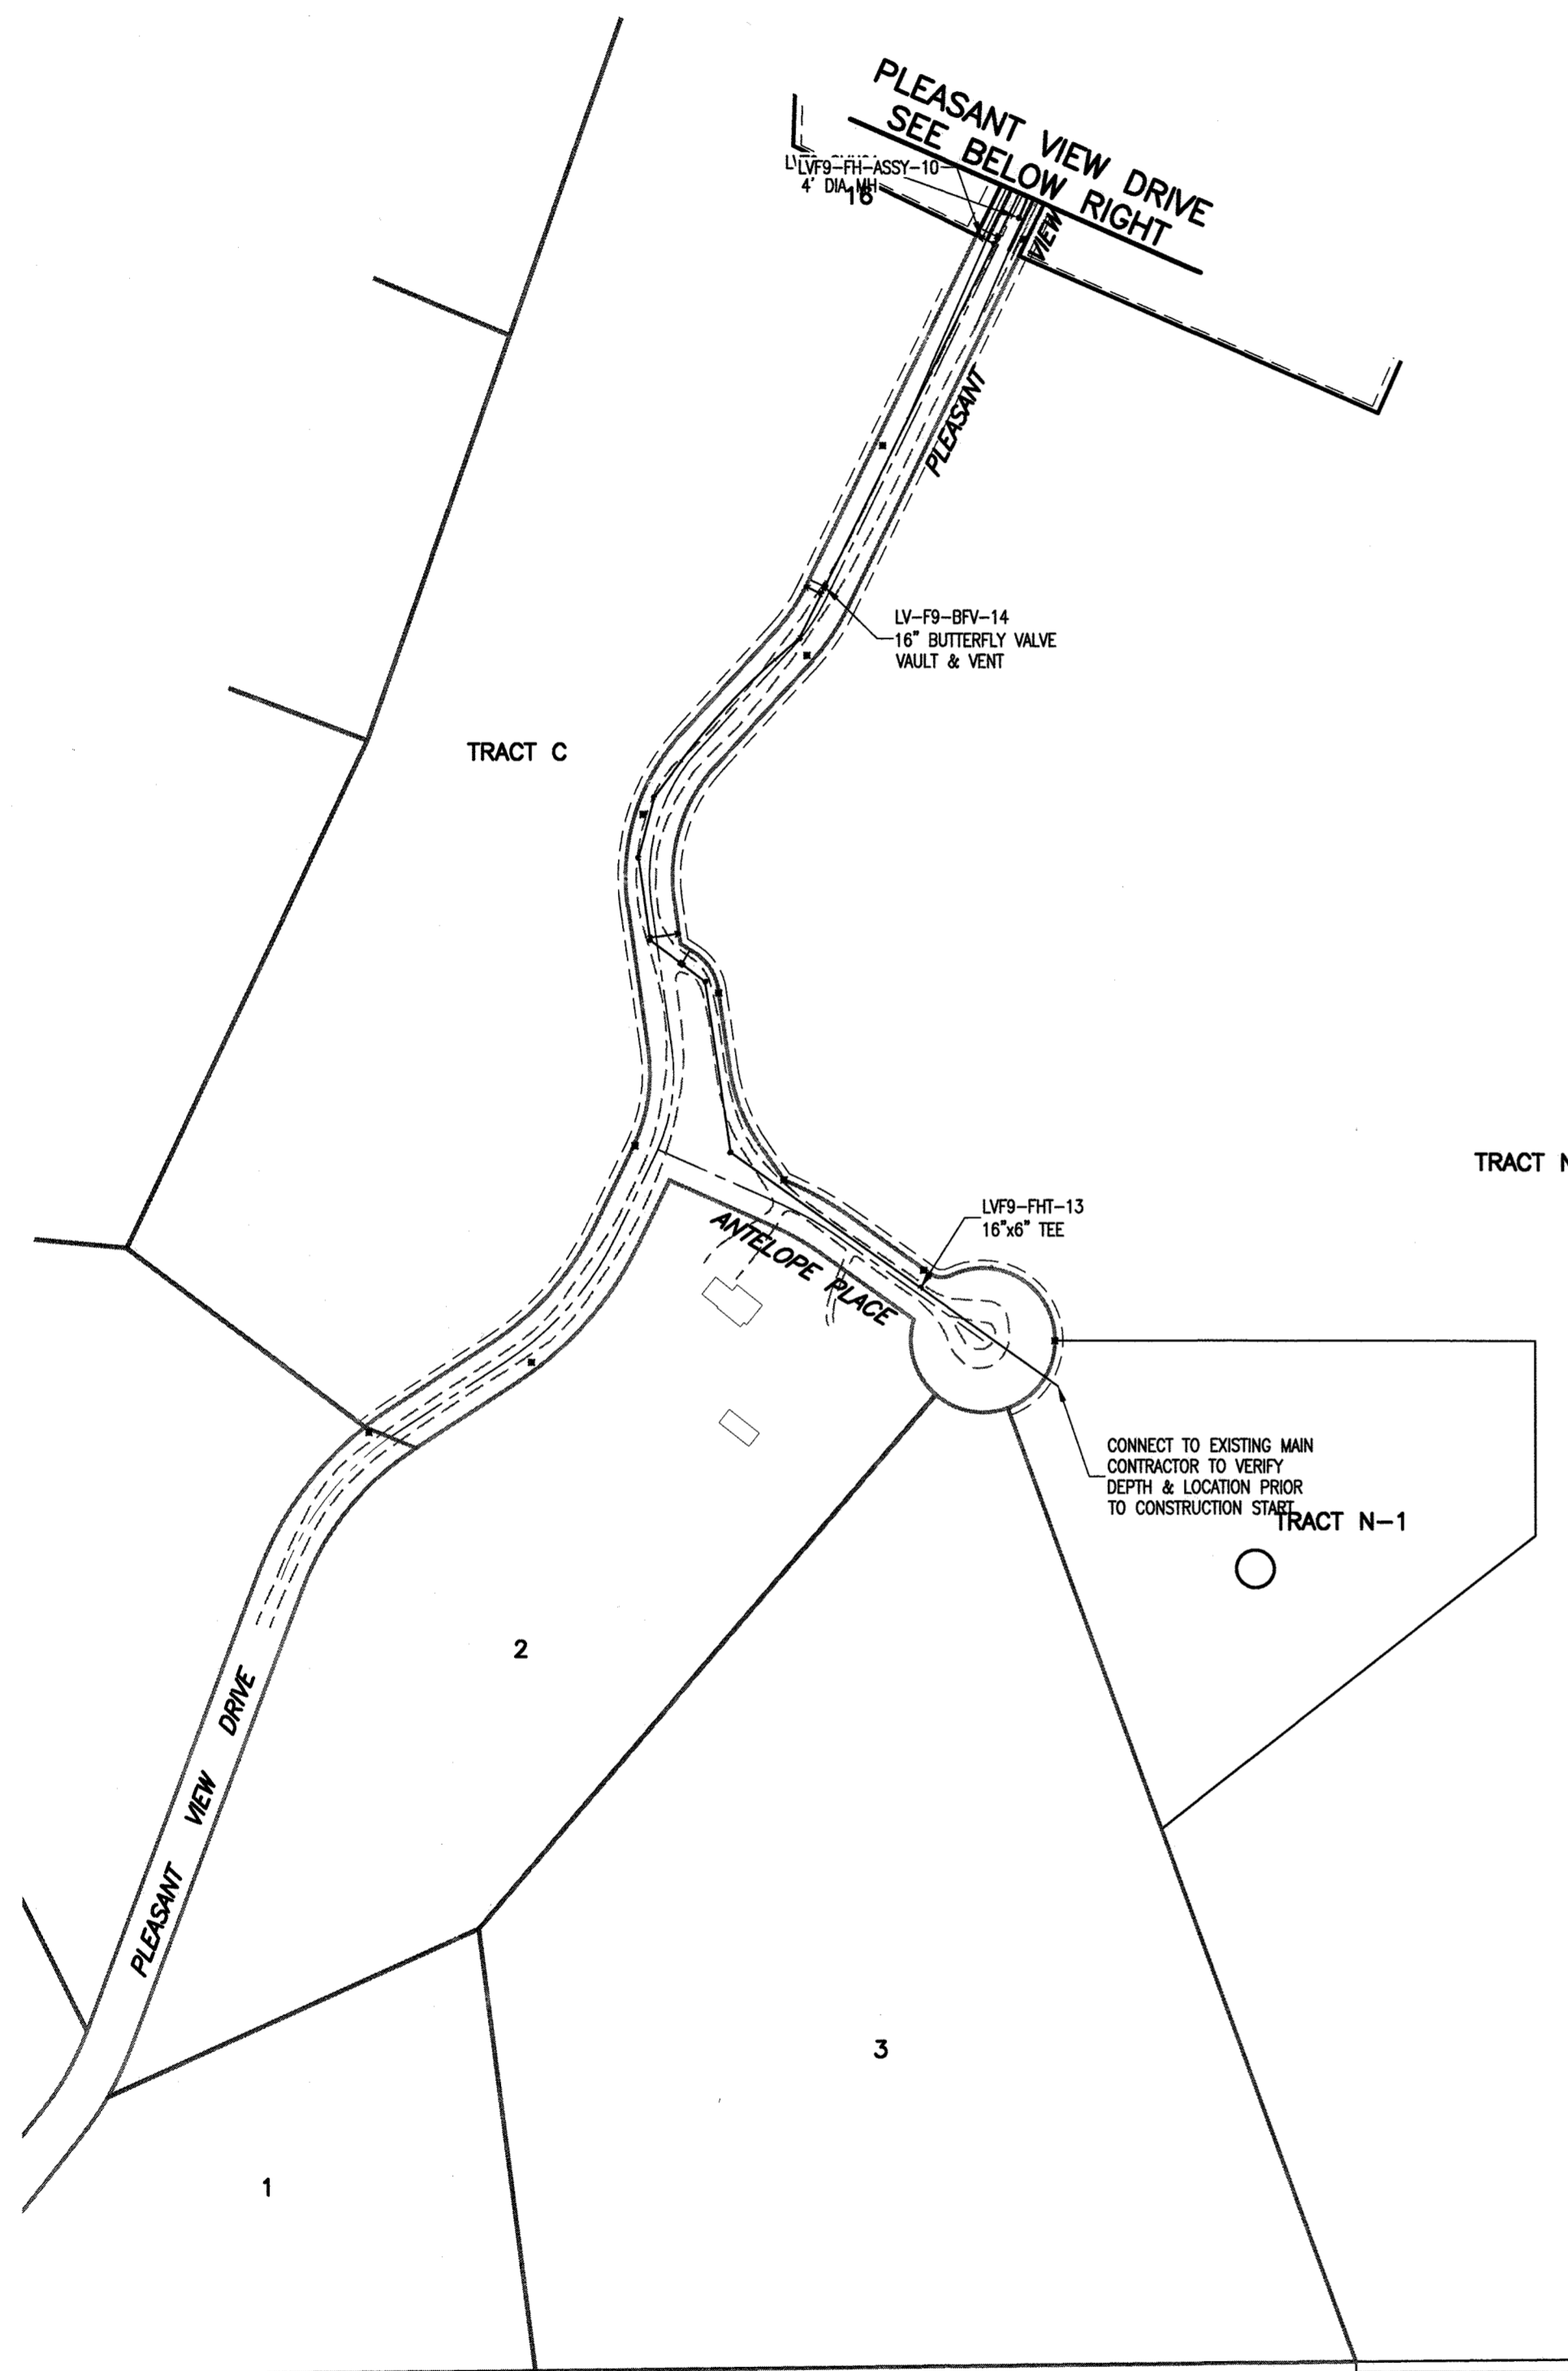 PLEASANT VIEW DRIVE
SEE BELOW RIGHT
LVF9-FH-ASSY-10
4' DIA MH
16
VIEW
PLEASANT
LV-F9-BFV-14
16" BUTTERFLY VALVE
VAULT & VENT
TRACT C
TRACT N
LVF9-FHT-13
16"x6" TEE
ANTELOPE PLACE
CONNECT TO EXISTING MAIN
CONTRACTOR TO VERIFY
DEPTH & LOCATION PRIOR
TO CONSTRUCTION START
TRACT N-1
2
PLEASANT VIEW DRIVE
3
1